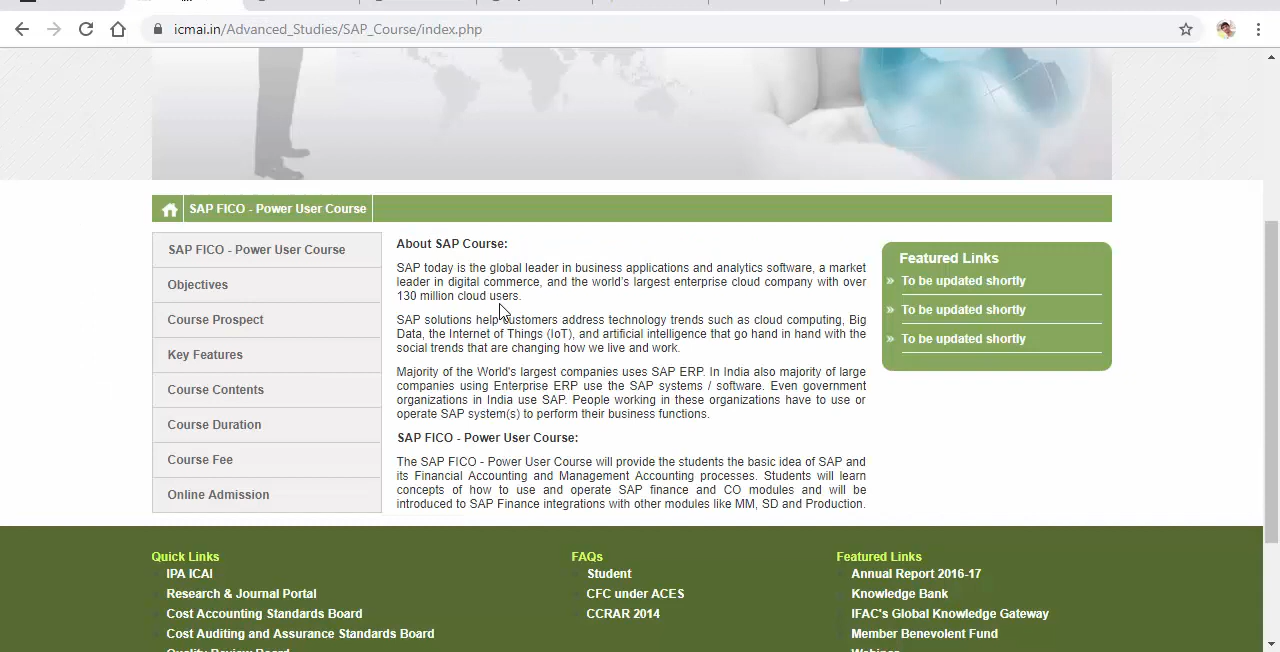 icmai.in/Advanced_Studies/SAP_Course/index.php
SAP FICO - Power User Course
SAP FICO - Power User Course
Objectives
Course Prospect
Key Features
Course Contents
Course Duration
Course Fee
Online Admission
About SAP Course:
SAP today is the global leader in business applications and analytics software, a market
leader in digital commerce, and the world's largest enterprise cloud company with over
130 million cloud users.
SAP solutions help customers address technology trends such as cloud computing, Big
Data, the Internet of Things (IoT), and artificial intelligence that go hand in hand with the
social trends that are changing how we live and work.
Majority of the World's largest companies uses SAP ERP. In India also majority of large
companies using Enterprise ERP use the SAP systems / software. Even government
organizations in India use SAP. People working in these organizations have to use or
operate SAP system(s) to perform their business functions.
SAP FICO - Power User Course:
The SAP FICO - Power User Course will provide the students the basic idea of SAP and
its Financial Accounting and Management Accounting processes. Students will learn
concepts of how to use and operate SAP finance and CO modules and will be
introduced to SAP Finance integrations with other modules like MM, SD and Production.
Featured Links
» To be updated shortly
» To be updated shortly
» To be updated shortly
Quick Links
IPA ICAI
Research & Journal Portal
Cost Accounting Standards Board
Cost Auditing and Assurance Standards Board
FAQs
Student
CFC under ACES
CCRAR 2014
Featured Links
Annual Report 2016-17
Knowledge Bank
IFAC's Global Knowledge Gateway
Member Benevolent Fund